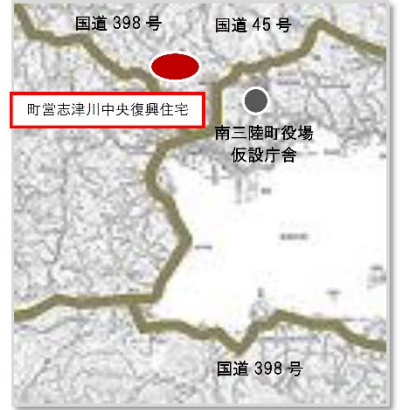 国道 398 号
国道 45 号
町営志津川中央復興住宅
南三陸町役場
仮設庁舎
国道 398 号